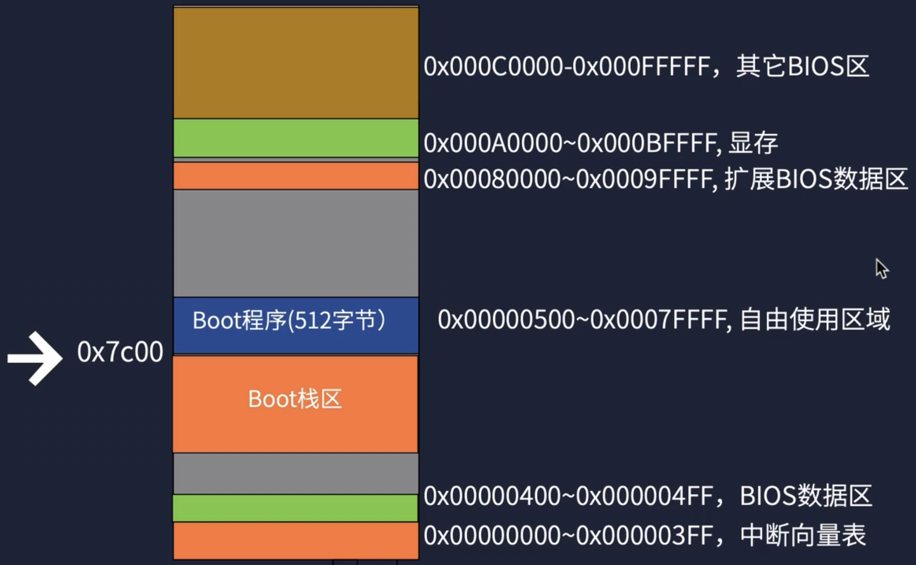 0x000C0000-0x000FFFFF，其它BIOS区
0x000A0000~0x000BFFFF, 显存
0x00080000~0x0009FFFF, 扩展BIOS数据区
Boot程序(512字节）
0x00000500~0x0007FFFF, 自由使用区域
0x7c00
Boot栈区
0x00000400~0x000004FF，BIOS数据区
0x00000000~0x000003FF，中断向量表